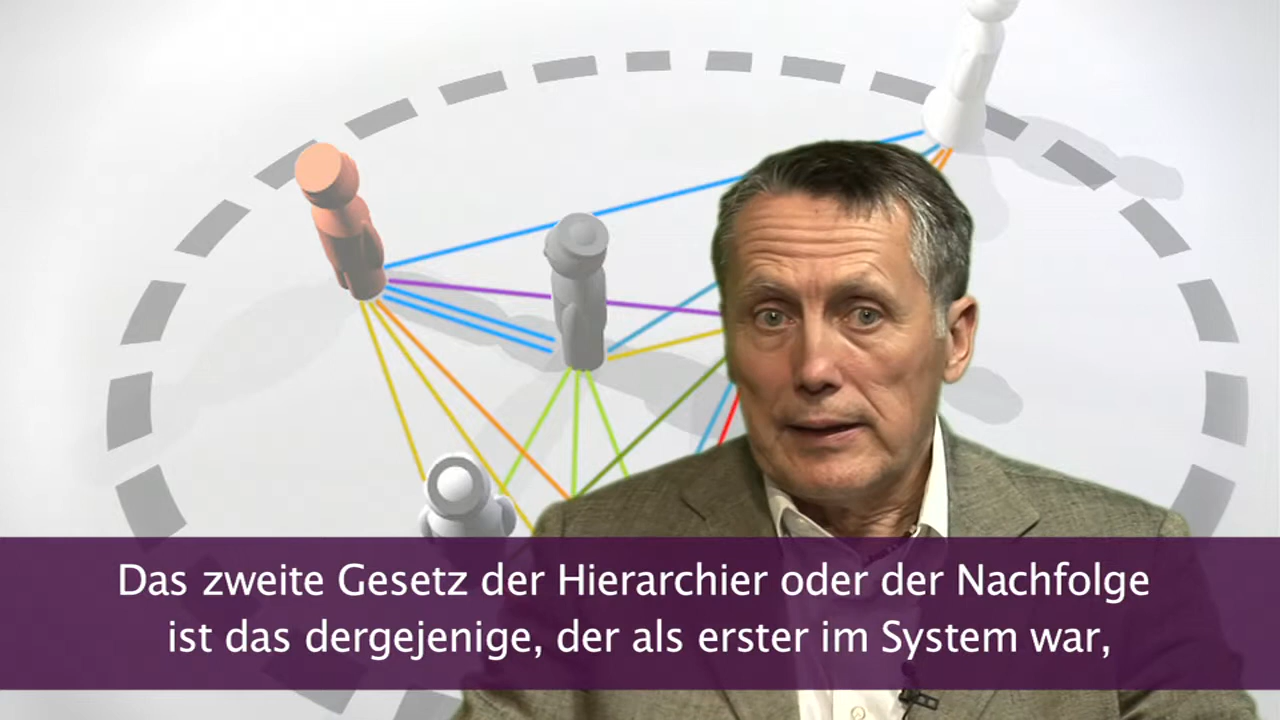 Das zweite Gesetz der Hierarchier oder der Nachfolge
ist das dergejenige, der als erster im System war,